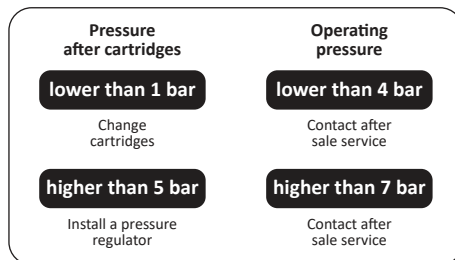 Pressure
after cartridges
lower than 1 bar
Change
cartridges
higher than 5 bar
Install a pressure
regulator
Operating
pressure
lower than 4 bar
Contact after
sale service
higher than 7 bar
Contact after
sale service